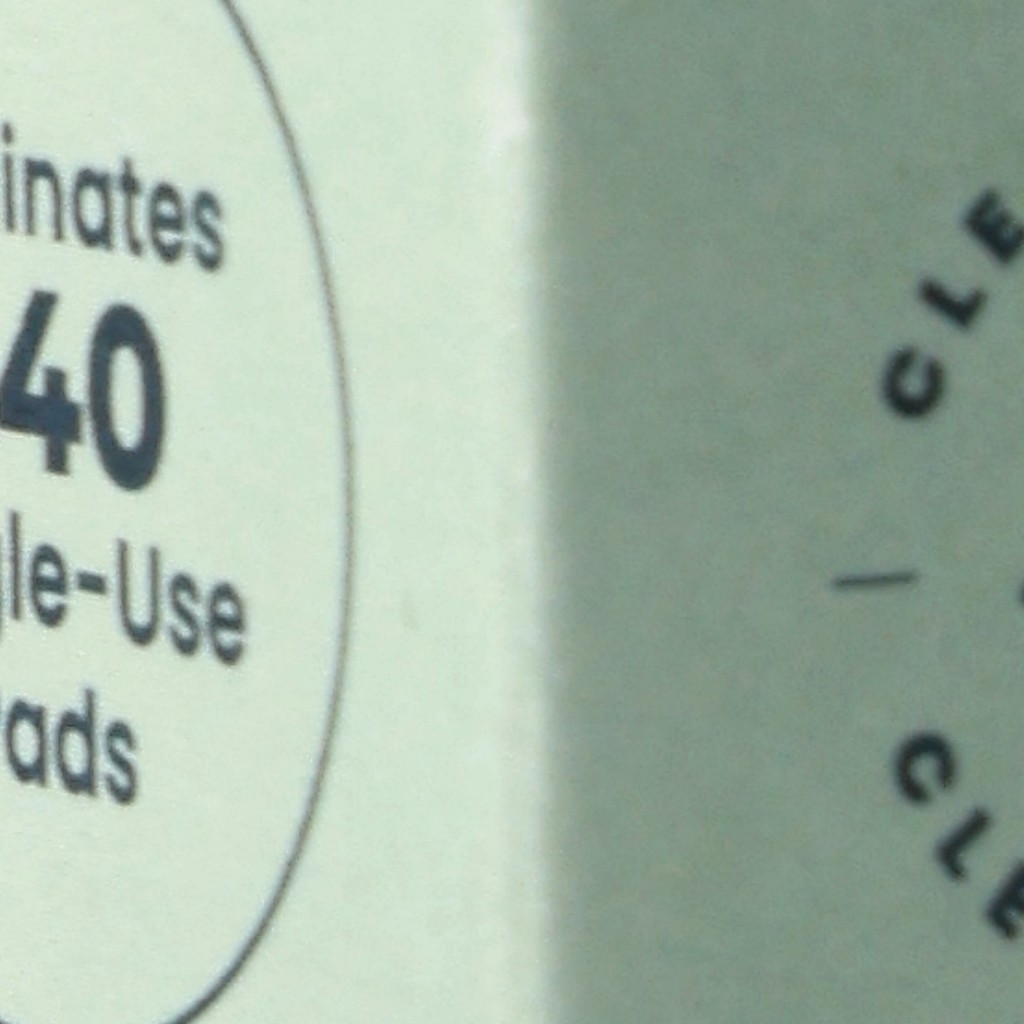 inates
40
le-Use
ads
CLE
CLE